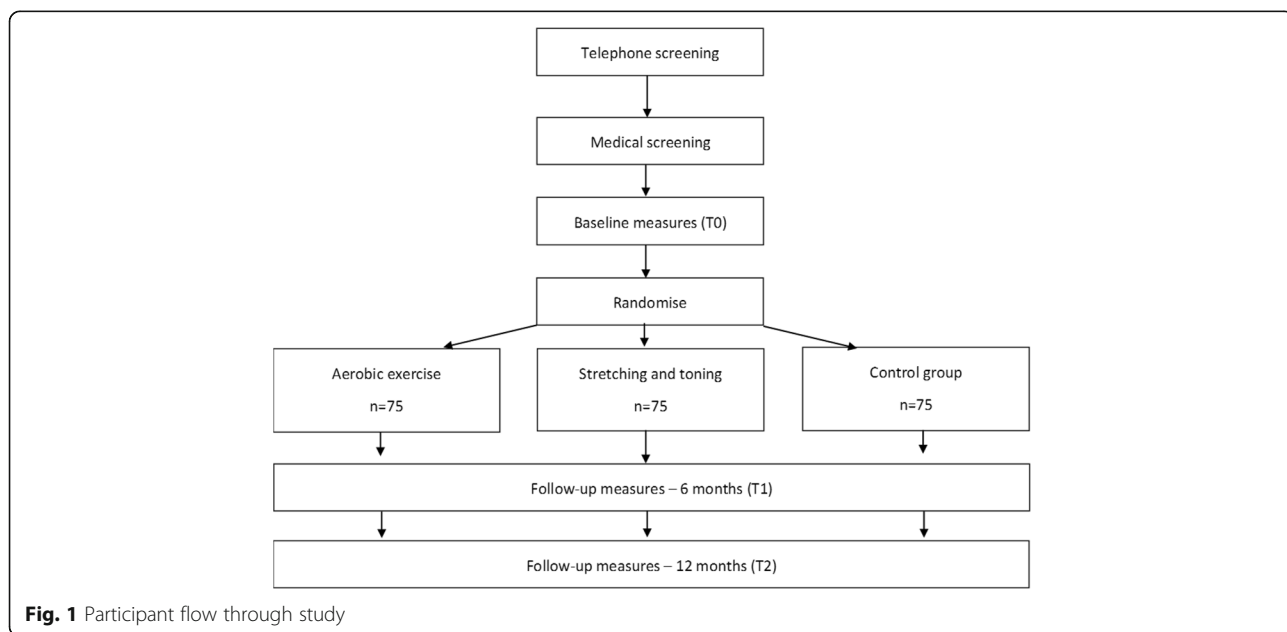 Telephone screening
Medical screening
Baseline measures (T0)
Randomise
Aerobic exercise
n=75
Stretching and toning
n=75
Control group
n=75
Follow-up measures – 6 months (T1)
Follow-up measures – 12 months (T2)
Fig. 1 Participant flow through study